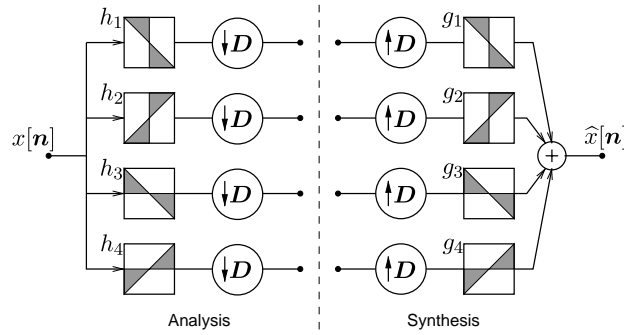 h₁ ↓D ↑D g₁
h₂ ↓D ↑D g₂
x[n] + x̂[n]
h₃ ↓D ↑D g₃
h₄ ↓D ↑D g₄
Analysis Synthesis